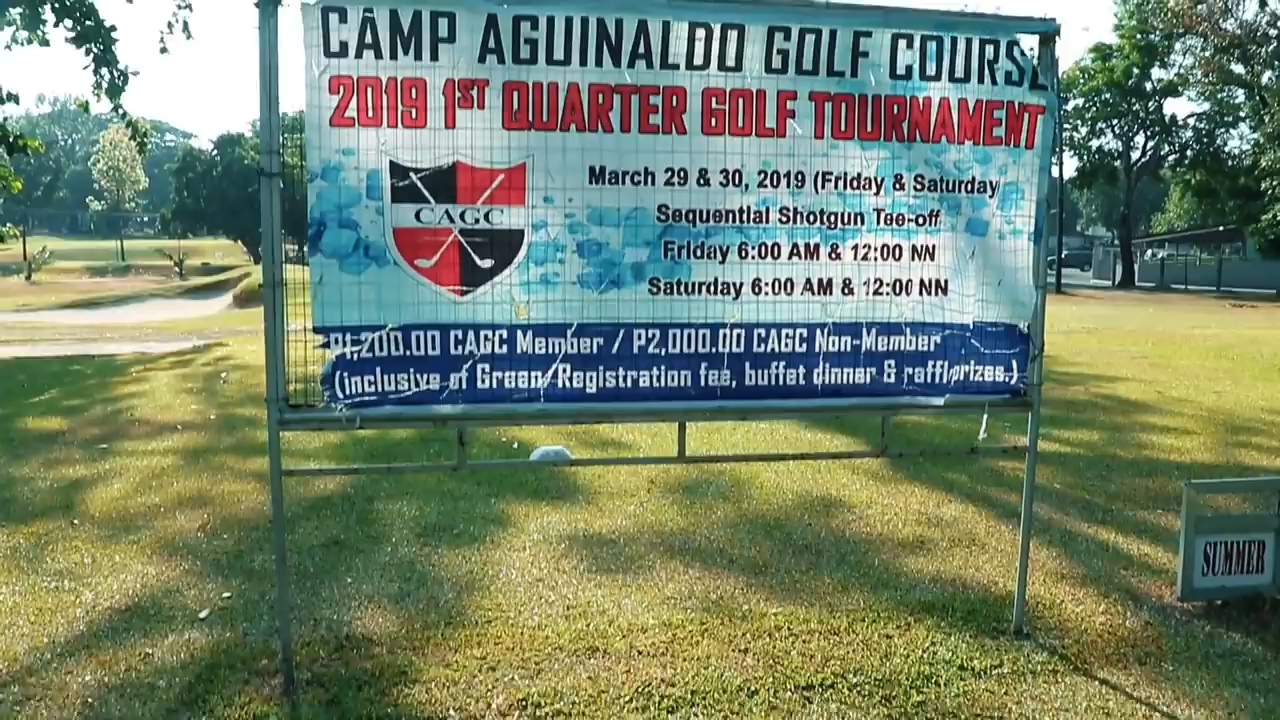 CAMP AGUINALDO GOLF COURSE
2019 1ST QUARTER GOLF TOURNAMENT
CAGC
March 29 & 30, 2019 (Friday & Saturday
Sequential Shotgun Tee-off
Friday 6:00 AM & 12:00 NN
Saturday 6:00 AM & 12:00 NN
P1,200.00 CAGC Member / P2,000.00 CAGC Non-Member
(inclusive of Green/Registration fee, buffet dinner & raffl prizes.)
SUMMER